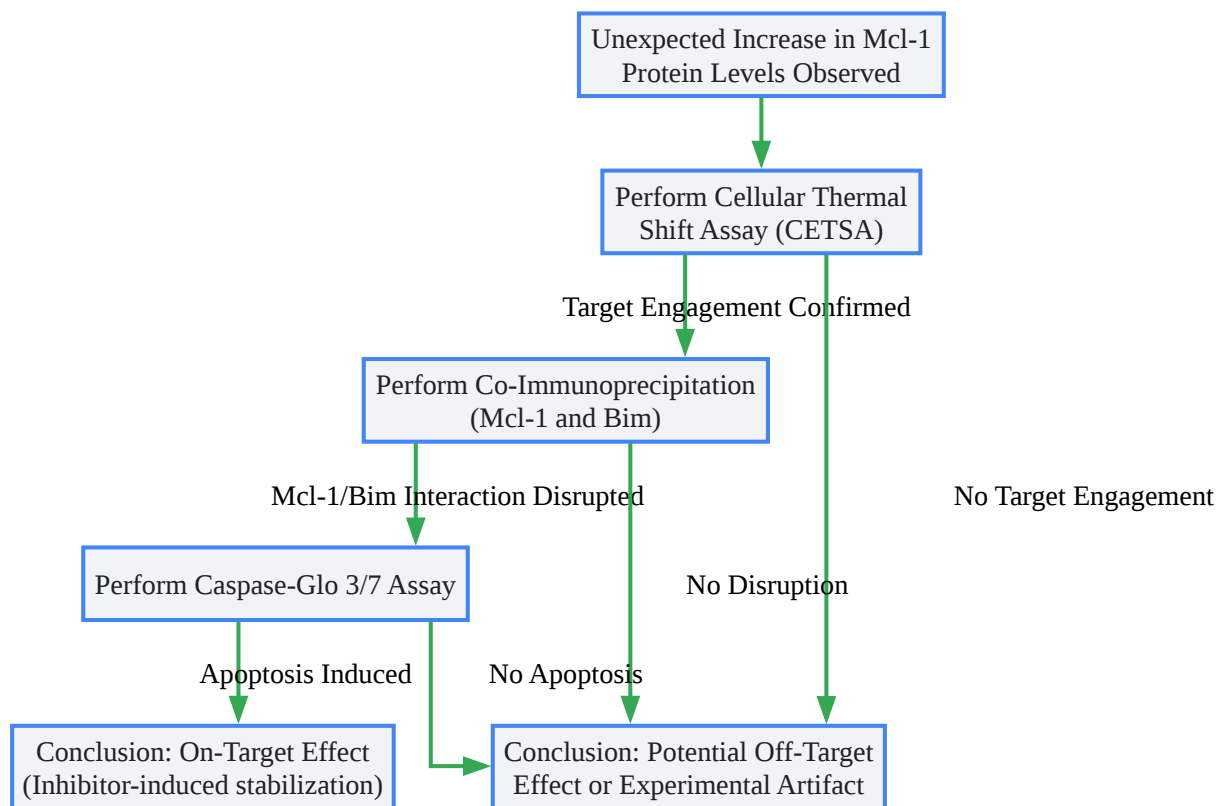 Unexpected Increase in Mcl-1
Protein Levels Observed
Perform Cellular Thermal
Shift Assay (CETSA)
Target Engagement Confirmed
Perform Co-Immunoprecipitation
(Mcl-1 and Bim)
Mcl-1/Bim Interaction Disrupted
No Target Engagement
Perform Caspase-Glo 3/7 Assay
No Disruption
Apoptosis Induced
No Apoptosis
Conclusion: On-Target Effect
(Inhibitor-induced stabilization)
Conclusion: Potential Off-Target
Effect or Experimental Artifact